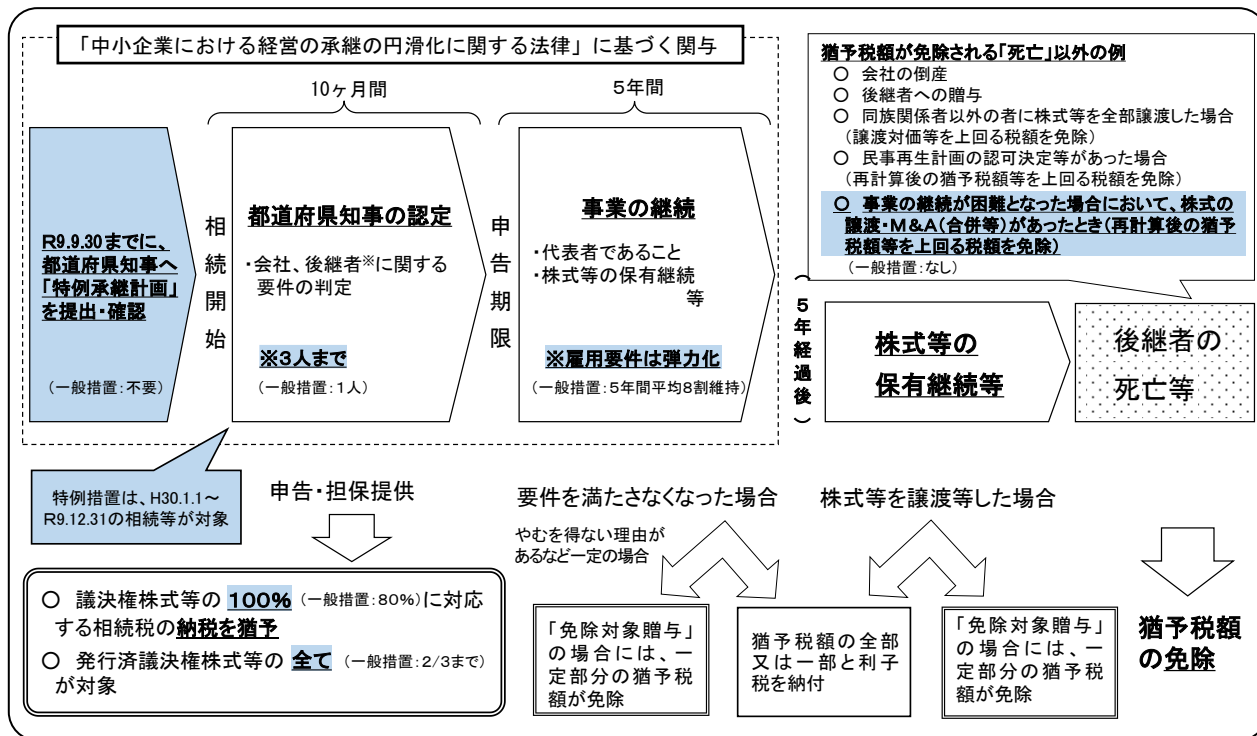 「中小企業における経営の承継の円滑化に関する法律」に基づく関与
10ヶ月間
5年間
R9.9.30までに、
都道府県知事へ
「特例承継計画」
を提出・確認
(一般措置:不要)
相続開始
都道府県知事の認定
・会社、後継者※に関する
要件の判定
※3人まで
(一般措置:1人)
申告期限
事業の継続
・代表者であること
・株式等の保有継続
等
※雇用要件は弾力化
(一般措置:5年間平均8割維持)
(5年経過後)
株式等の
保有継続等
後継者の
死亡等
猶予税額が免除される「死亡」以外の例
○ 会社の倒産
○ 後継者への贈与
○ 同族関係者以外の者に株式等を全部譲渡した場合
(譲渡対価等を上回る税額を免除)
○ 民事再生計画の認可決定等があった場合
(再計算後の猶予税額等を上回る税額を免除)
○ 事業の継続が困難となった場合において、株式の
譲渡・M&A(合併等)があったとき(再計算後の猶予
税額等を上回る税額を免除)
(一般措置:なし)
特例措置は、H30.1.1～
R9.12.31の相続等が対象
申告・担保提供
○ 議決権株式等の 100% (一般措置:80%)に対応
する相続税の納税を猶予
○ 発行済議決権株式等の 全て (一般措置:2/3まで)
が対象
要件を満たさなくなった場合
やむを得ない理由が
あるなど一定の場合
株式等を譲渡等した場合
「免除対象贈与」
の場合には、一
定部分の猶予税
額が免除
猶予税額の全部
又は一部と利子
税を納付
「免除対象贈与」
の場合には、一
定部分の猶予税
額が免除
猶予税額
の免除